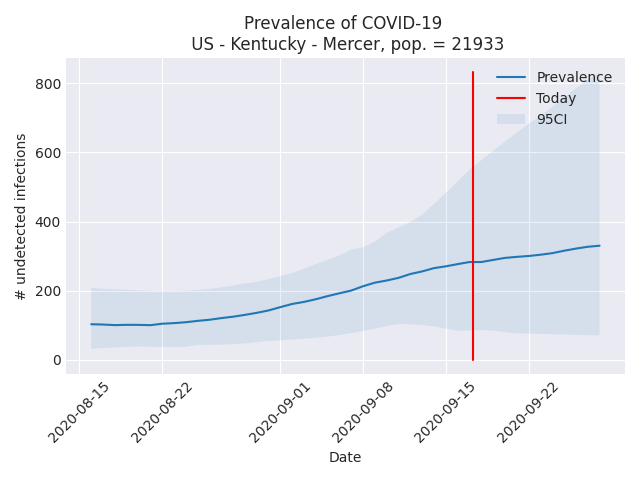 Prevalence of COVID-19
US - Kentucky - Mercer, pop. = 21933
Prevalence
Today
95CI
# undetected infections
800
600
400
200
0
2020-08-15
2020-08-22
2020-09-01
2020-09-08
2020-09-15
2020-09-22
Date